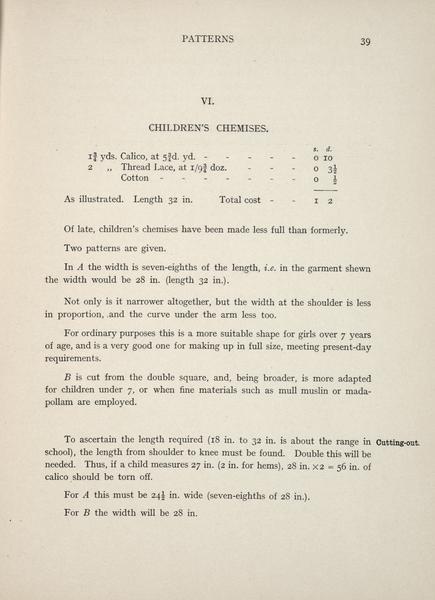 PATTERNS 39
VI.
CHILDREN'S CHEMISES.
s. d.
1¾ yds. Calico, at 5¾d. yd. - - - - - 0 10
2 ,, Thread Lace, at 1/9¾ doz. - - - 0 3½
Cotton - - - - - - - 0 ½
As illustrated. Length 32 in. Total cost - - 1 2
Of late, children's chemises have been made less full than formerly.
Two patterns are given.
In A the width is seven-eighths of the length, i.e. in the garment shewn
the width would be 28 in. (length 32 in.).
Not only is it narrower altogether, but the width at the shoulder is less
in proportion, and the curve under the arm less too.
For ordinary purposes this is a more suitable shape for girls over 7 years
of age, and is a very good one for making up in full size, meeting present-day
requirements.
B is cut from the double square, and, being broader, is more adapted
for children under 7, or when fine materials such as mull muslin or mada-
pollam are employed.
To ascertain the length required (18 in. to 32 in. is about the range in Cutting-out.
school), the length from shoulder to knee must be found. Double this will be
needed. Thus, if a child measures 27 in. (2 in. for hems), 28 in. × 2 = 56 in. of
calico should be torn off.
For A this must be 24½ in. wide (seven-eighths of 28 in.).
For B the width will be 28 in.